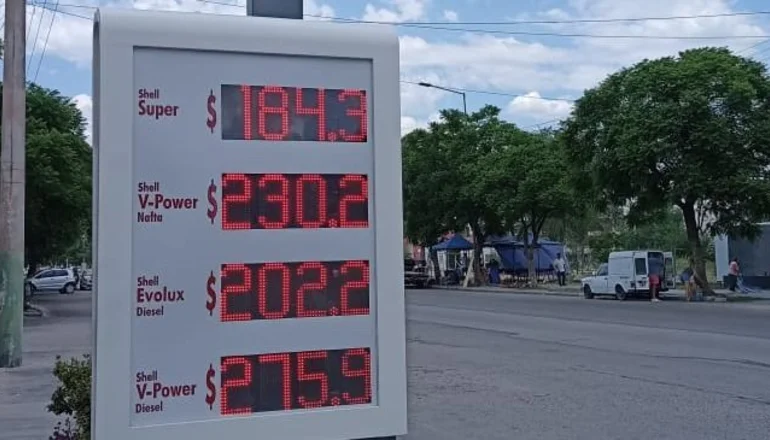 Shell
Super
$ 184.3
Shell
V-Power
Nafta
$ 230.2
Shell
Evolux
Diesel
$ 202.2
Shell
V-Power
Diesel
$ 275.9